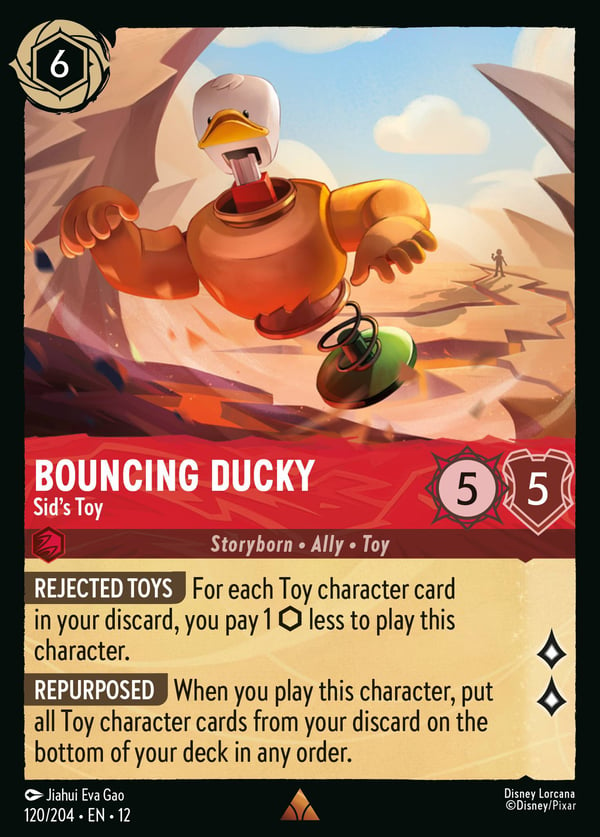 6
BOUNCING DUCKY
Sid's Toy
5
5
Storyborn • Ally • Toy
REJECTED TOYS For each Toy character card
in your discard, you pay 1 less to play this
character.
REPURPOSED When you play this character, put
all Toy character cards from your discard on the
bottom of your deck in any order.
Jiahui Eva Gao
120/204 • EN • 12
Disney Lorcana
©Disney/Pixar